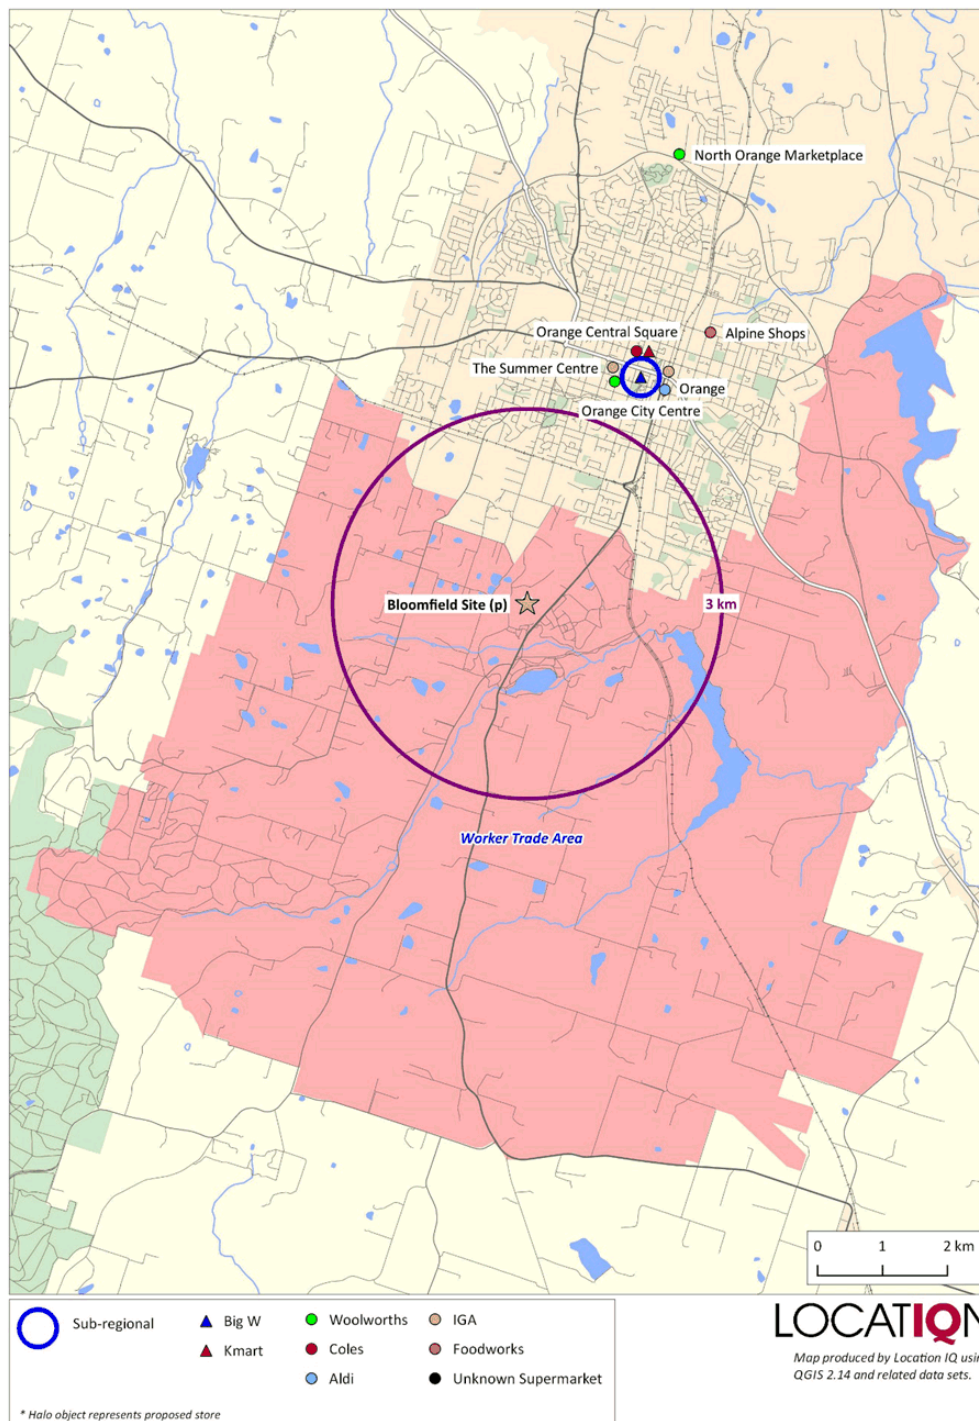 North Orange Marketplace
Orange Central Square
Alpine Shops
The Summer Centre
Orange
Orange City Centre
Bloomfield Site (p)
3 km
Worker Trade Area
0 1 2 km
Sub-regional
Big W
Kmart
Woolworths
Coles
Aldi
IGA
Foodworks
Unknown Supermarket
* Halo object represents proposed store
LOCATIQN
Map produced by Location IQ usin
QGIS 2.14 and related data sets.